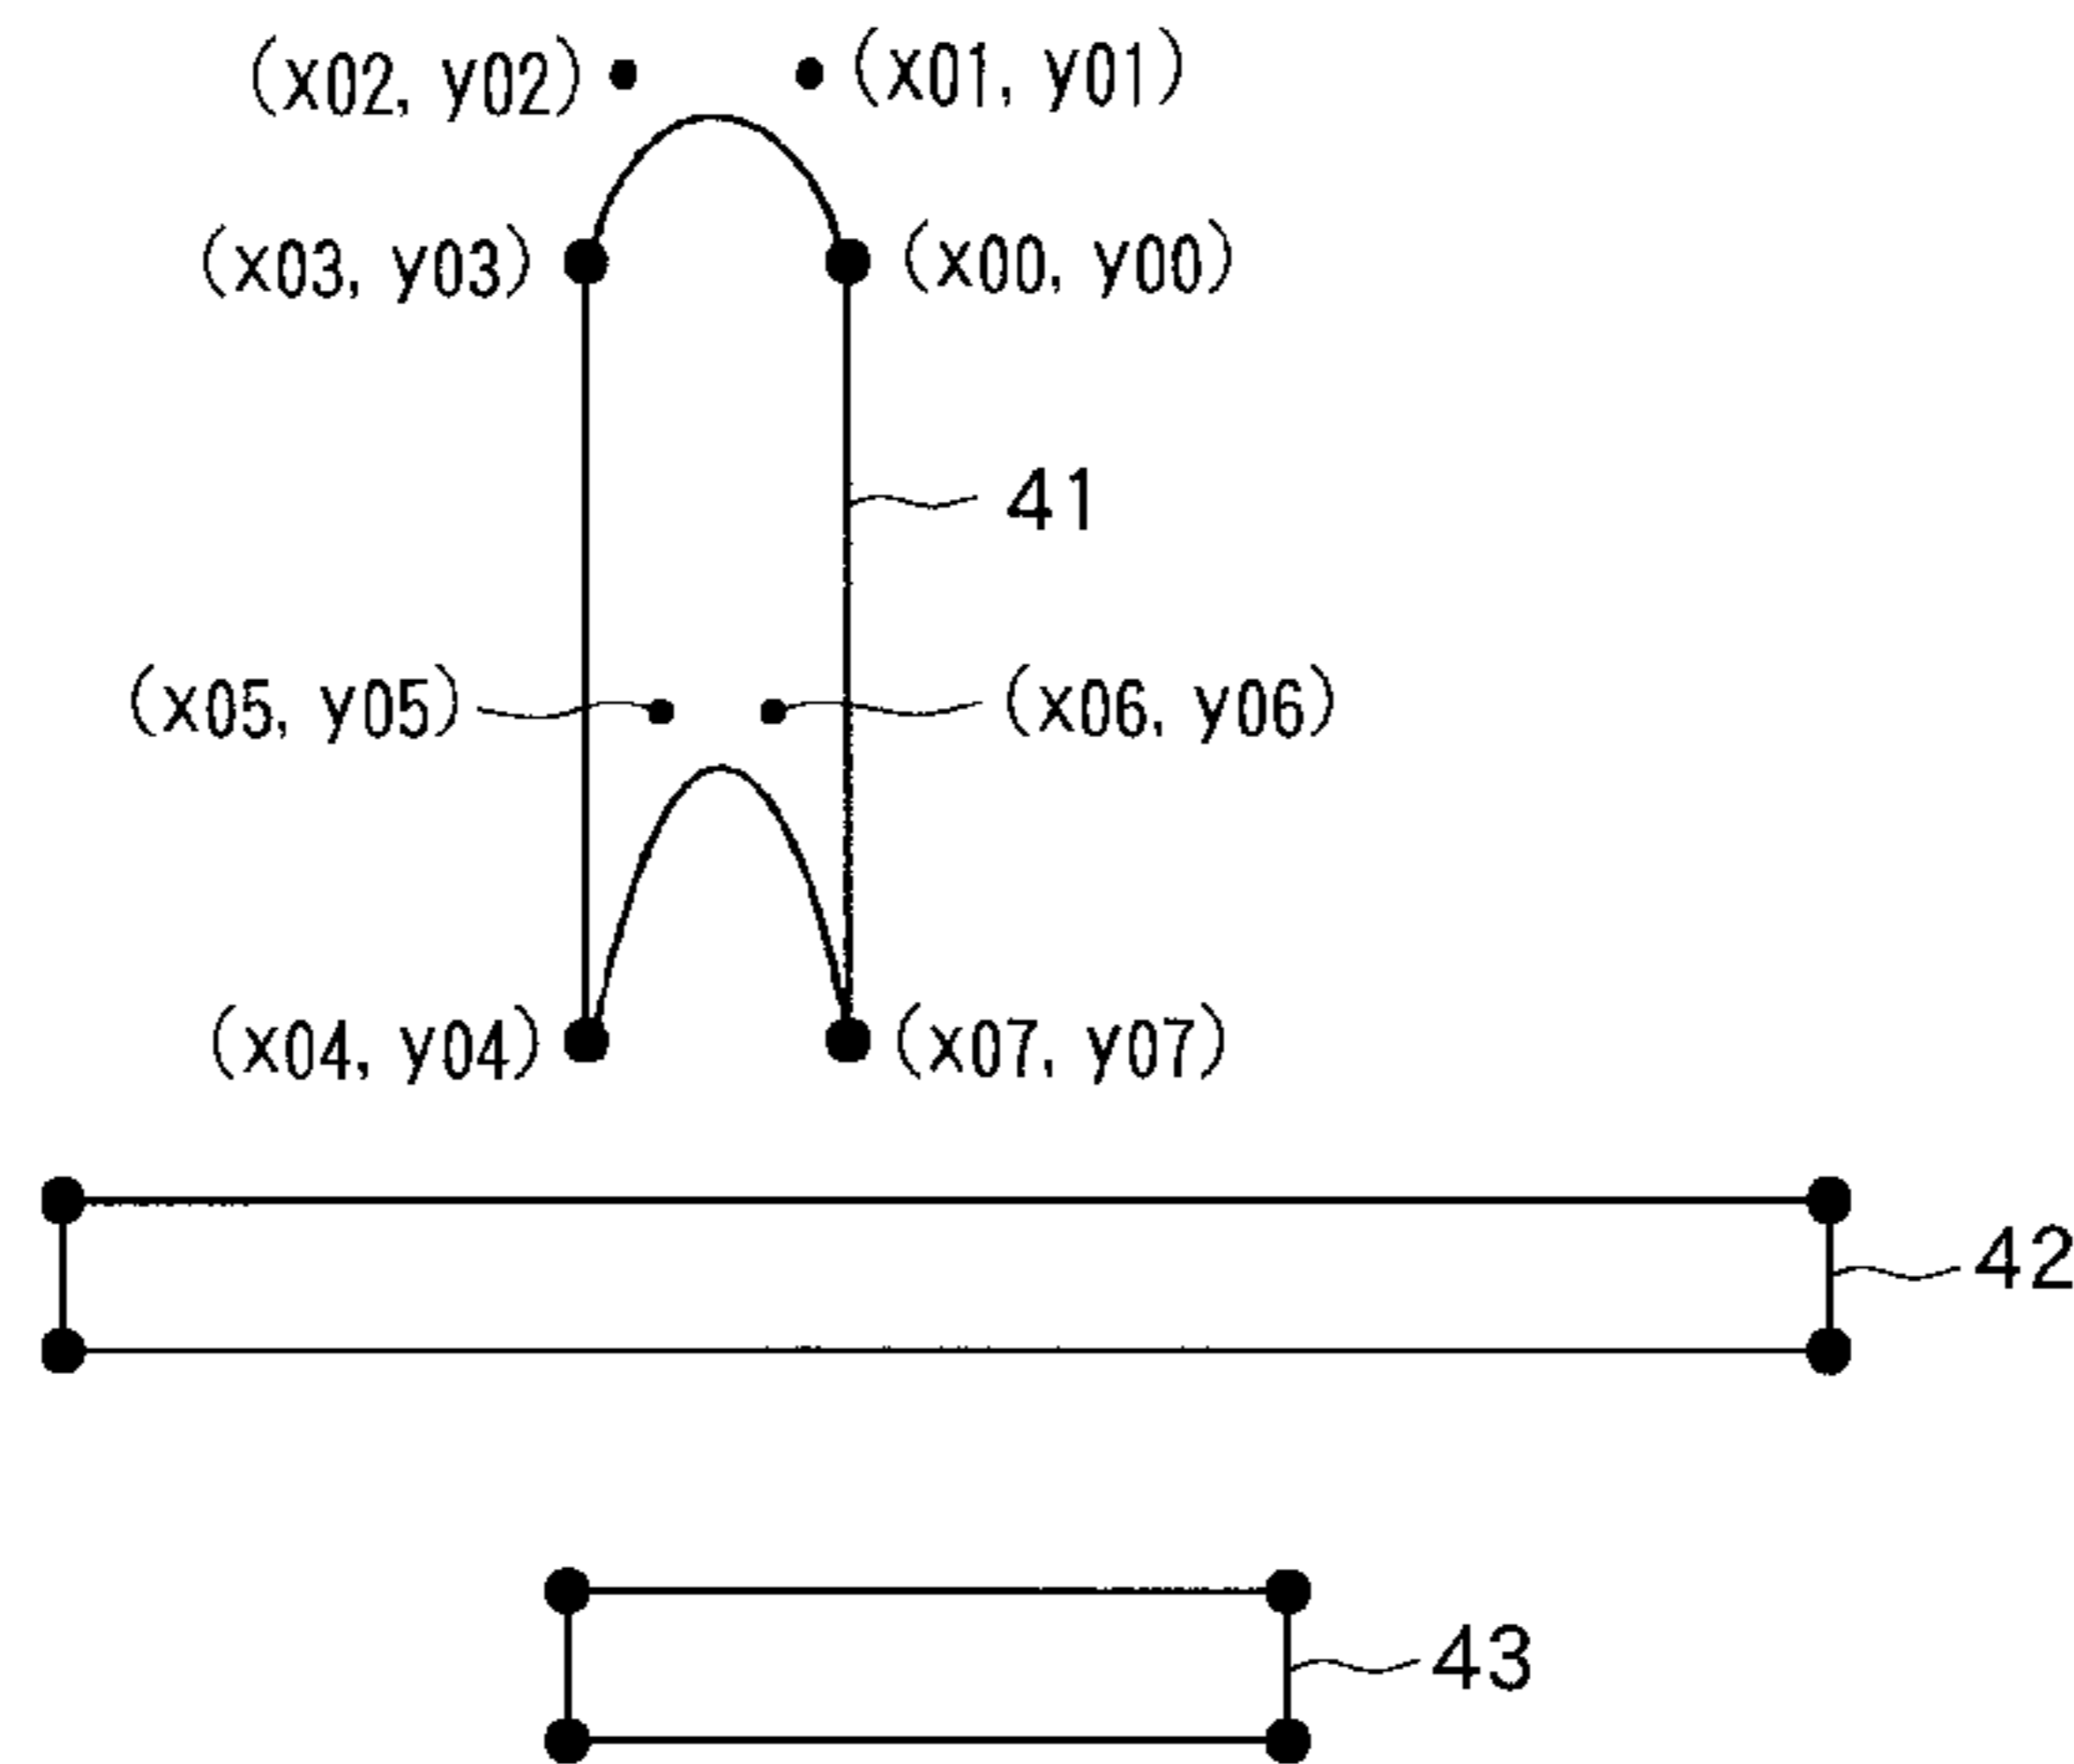 (x02, y02) (x01, y01)
(x03, y03) (x00, y00)
41
(x05, y05) (x06, y06)
(x04, y04) (x07, y07)
42
43